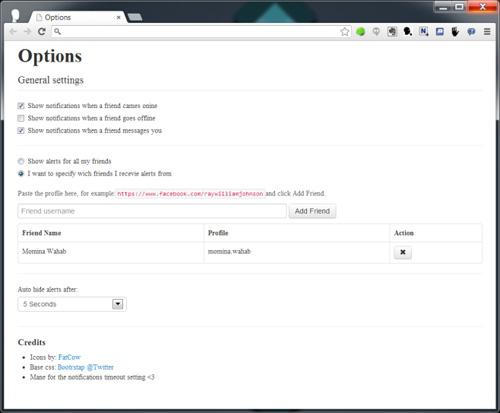 Options
Options
General settings
Show notifications when a friend cames onine
Show notifications when a friend goes offline
Show notifications when a friend messages you
Show alerts for all my friends
I want to specify wich friends I recevie alerts from
Paste the profile here, for example https://www.facebook.com/raywilliamjohnson and click Add Friend.
Friend username
Add Friend
Friend Name Profile Action
Momina Wahab momina.wahab
Auto hide alerts after:
5 Seconds
Credits
Icons by: FatCow
Base css: Bootrstap @Twitter
Mane for the notifications timeout setting <3